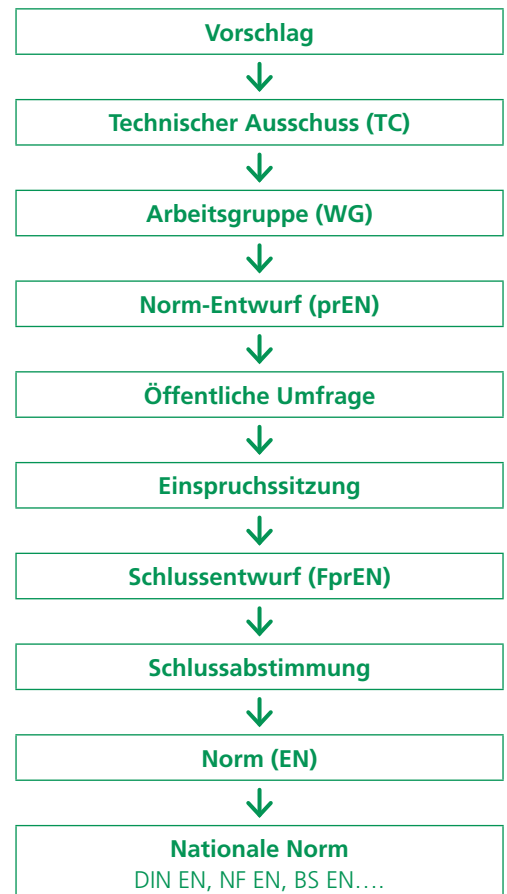 Vorschlag
Technischer Ausschuss (TC)
Arbeitsgruppe (WG)
Norm-Entwurf (prEN)
Öffentliche Umfrage
Einspruchssitzung
Schlussentwurf (FprEN)
Schlussabstimmung
Norm (EN)
Nationale Norm
DIN EN, NF EN, BS EN….